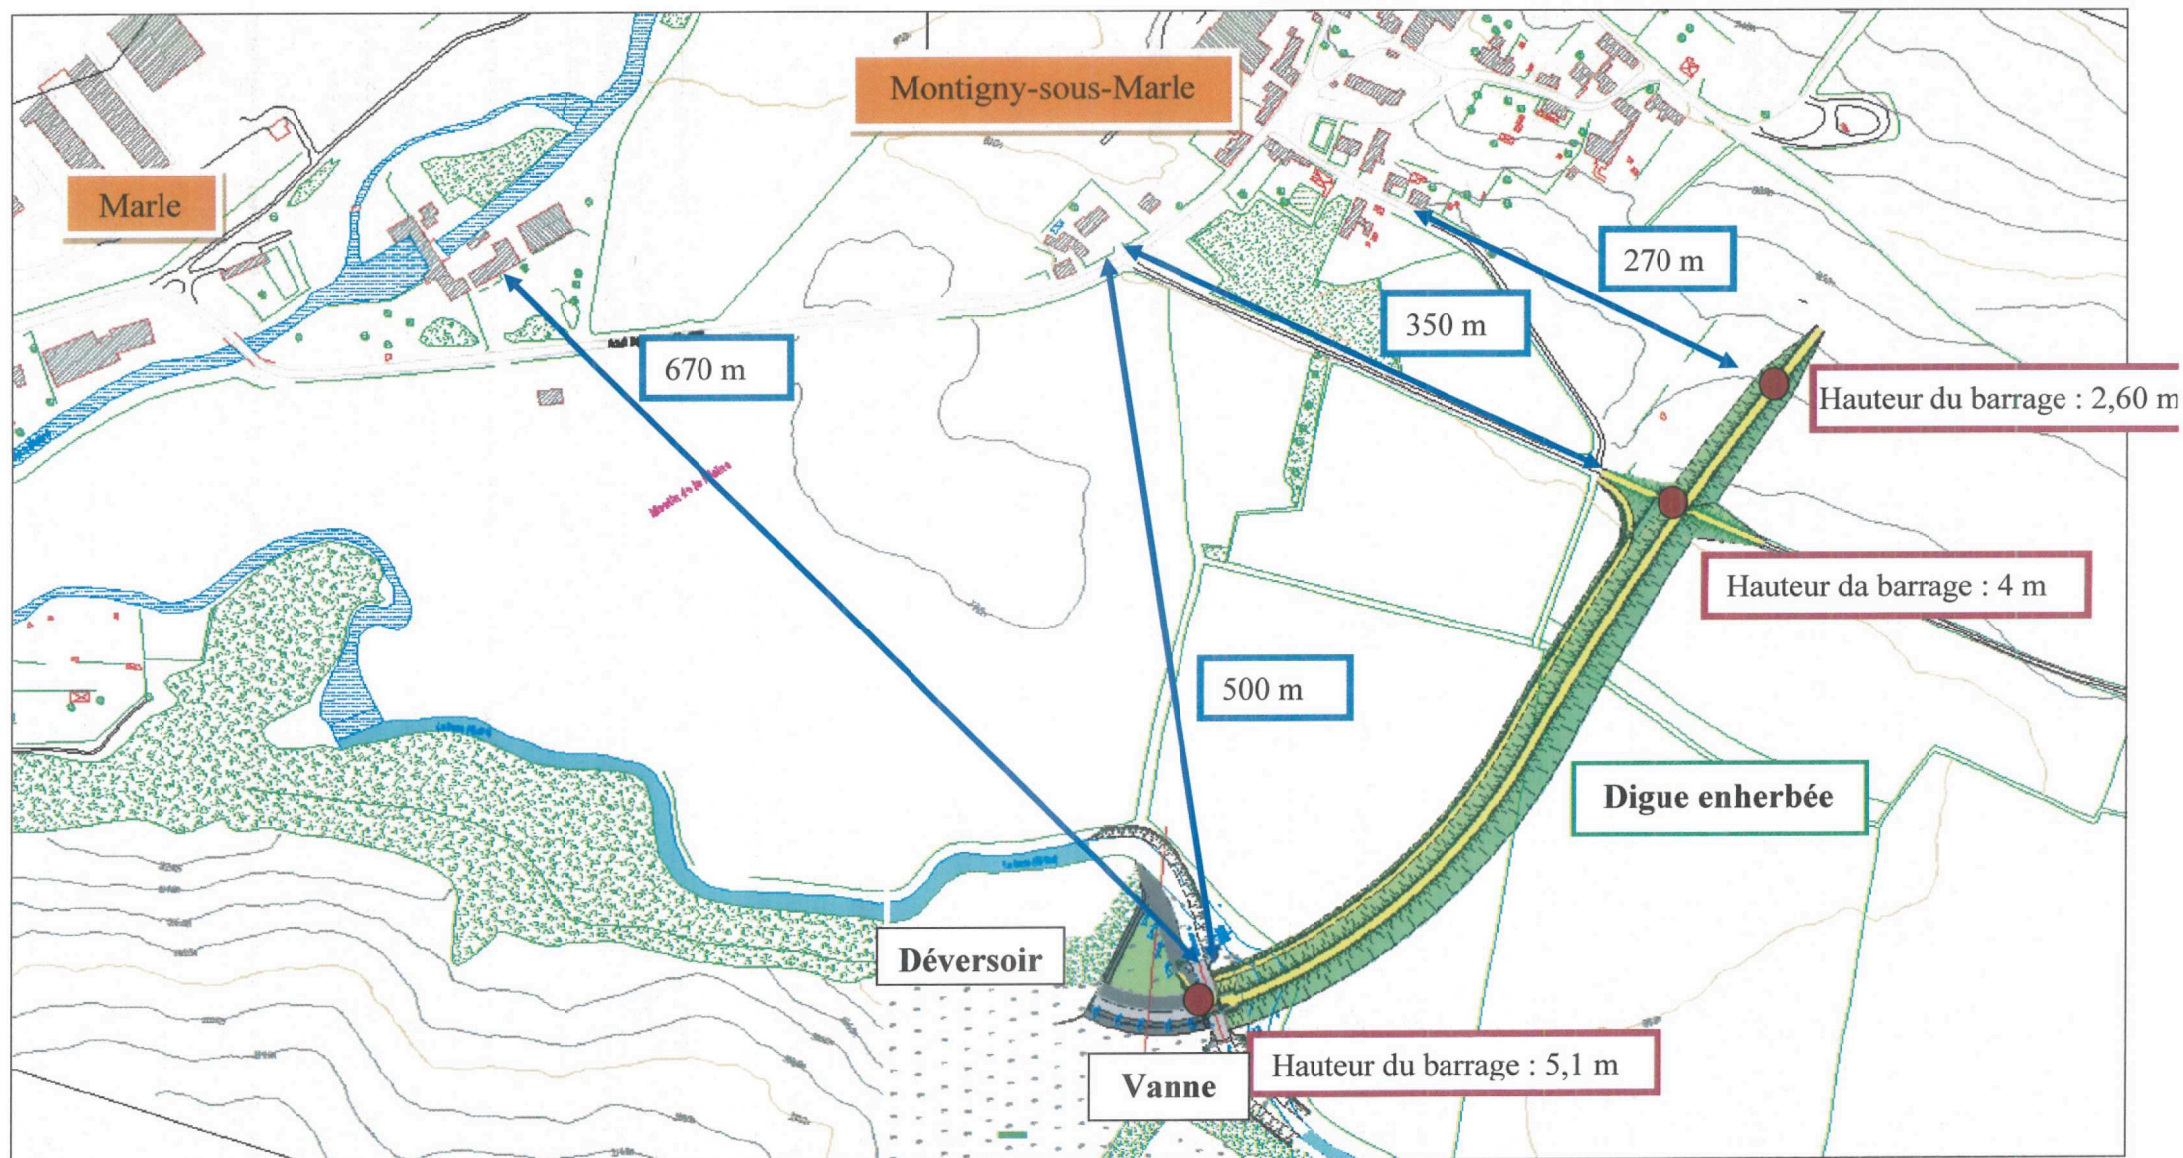 Montigny-sous-Marle
Marle
270 m
350 m
670 m
Hauteur du barrage : 2,60 m
Hauteur da barrage : 4 m
500 m
Digue enherbée
Déversoir
Hauteur du barrage : 5,1 m
Vanne